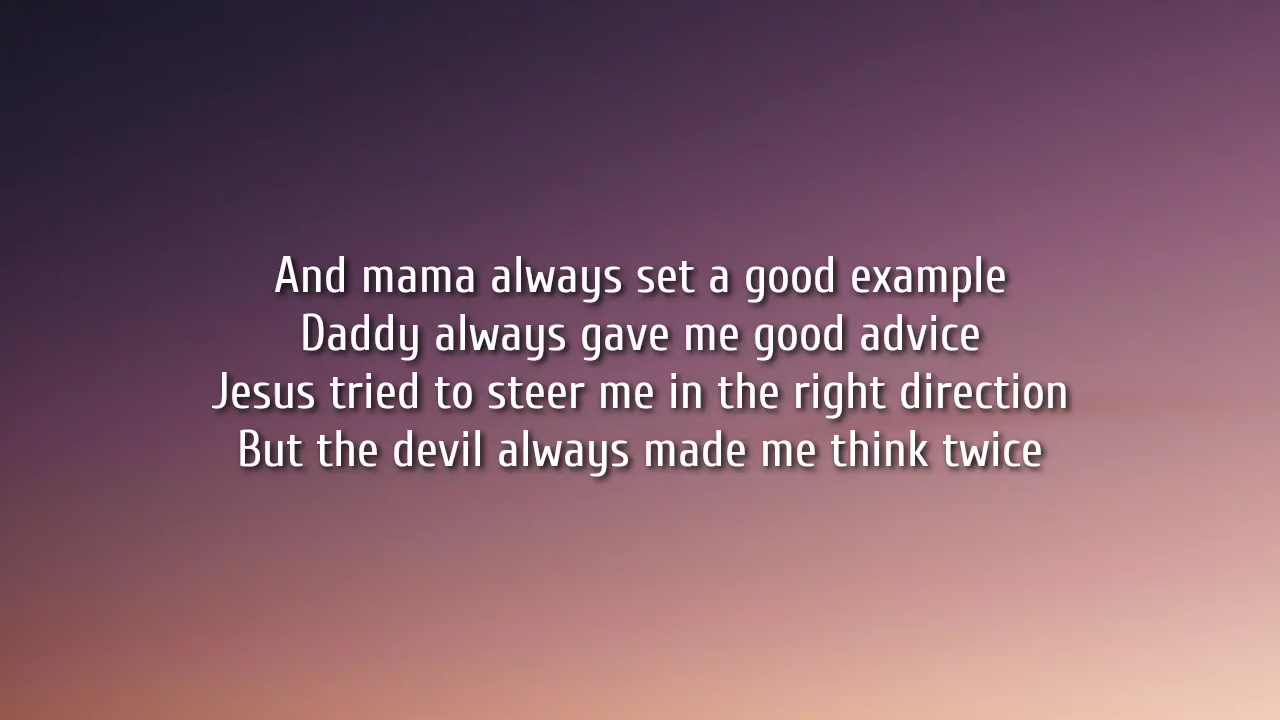 And mama always set a good example
Daddy always gave me good advice
Jesus tried to steer me in the right direction
But the devil always made me think twice